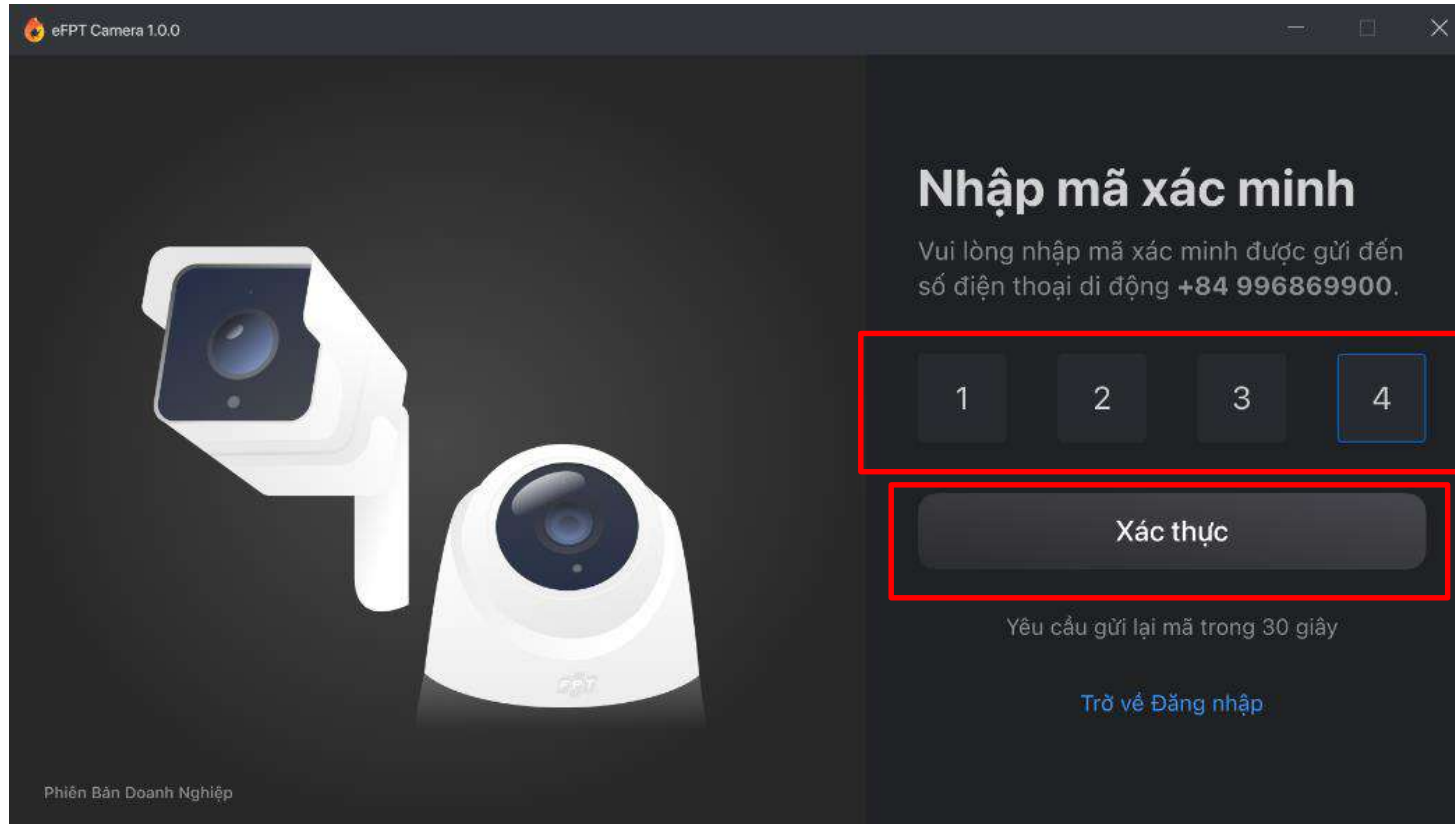 eFPT Camera 1.0.0
Nhập mã xác minh
Vui lòng nhập mã xác minh được gửi đến
số điện thoại di động +84 996869900.
1 2 3 4
Xác thực
Yêu cầu gửi lại mã trong 30 giây
Trờ về Đăng nhập
FPT
Phiên Bản Doanh Nghiệp